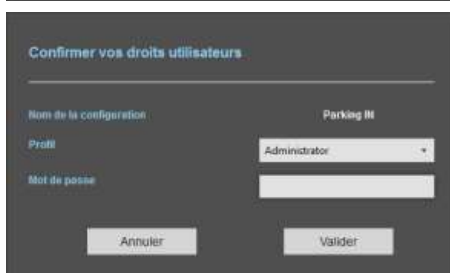 Confirmer vos droits utilisateurs
Nom de la configuration Parking IN
Profil Administrator
Mot de passe
Annuler Valider